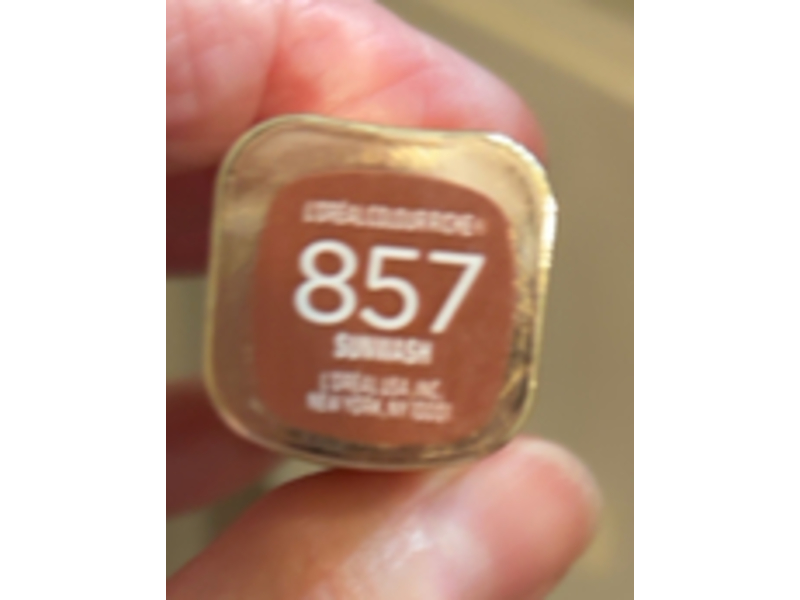 L'ORÉAL COLOUR RICHE®
857
SUNWASH
L'ORÉAL USA, INC.
NEW YORK, NY